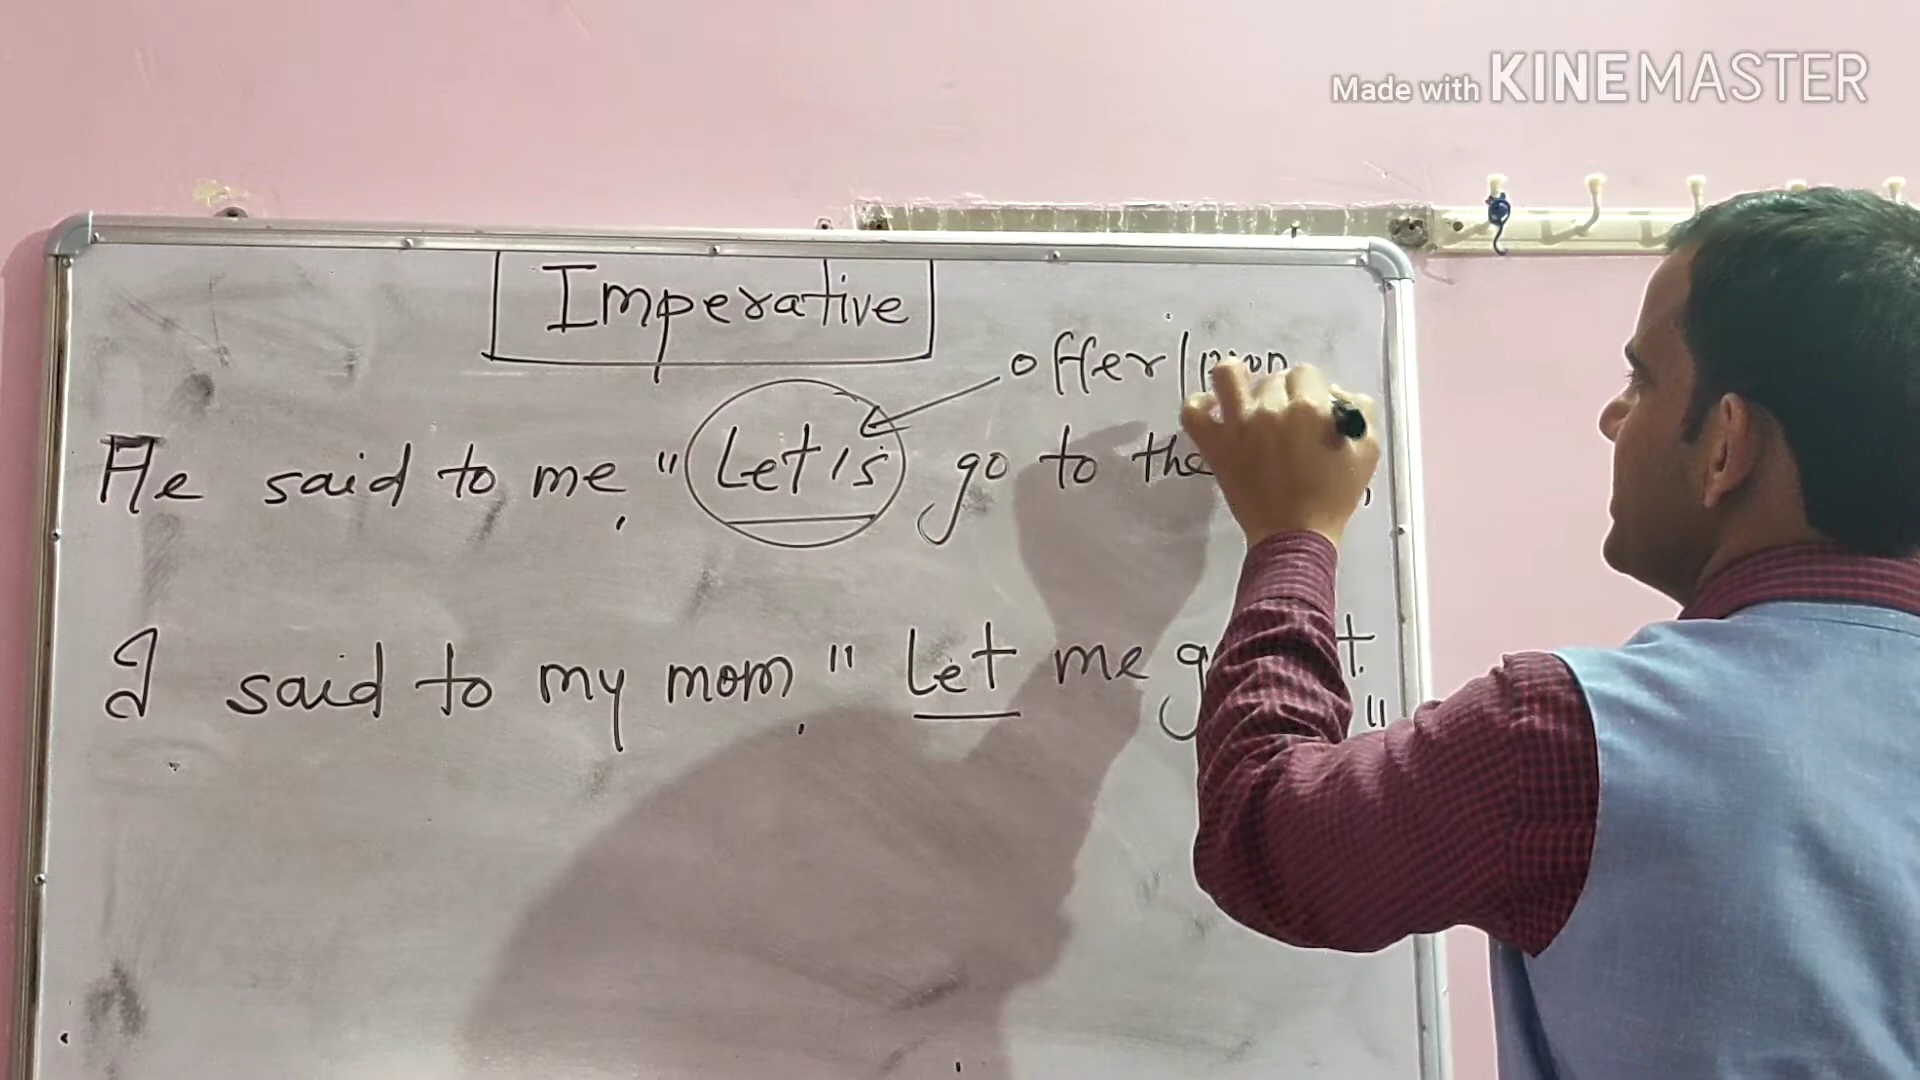 Made with KINEMASTER
Imperative
offer/prop
He said to me, " Let's go to the
I said to my mom, " Let me g t. "